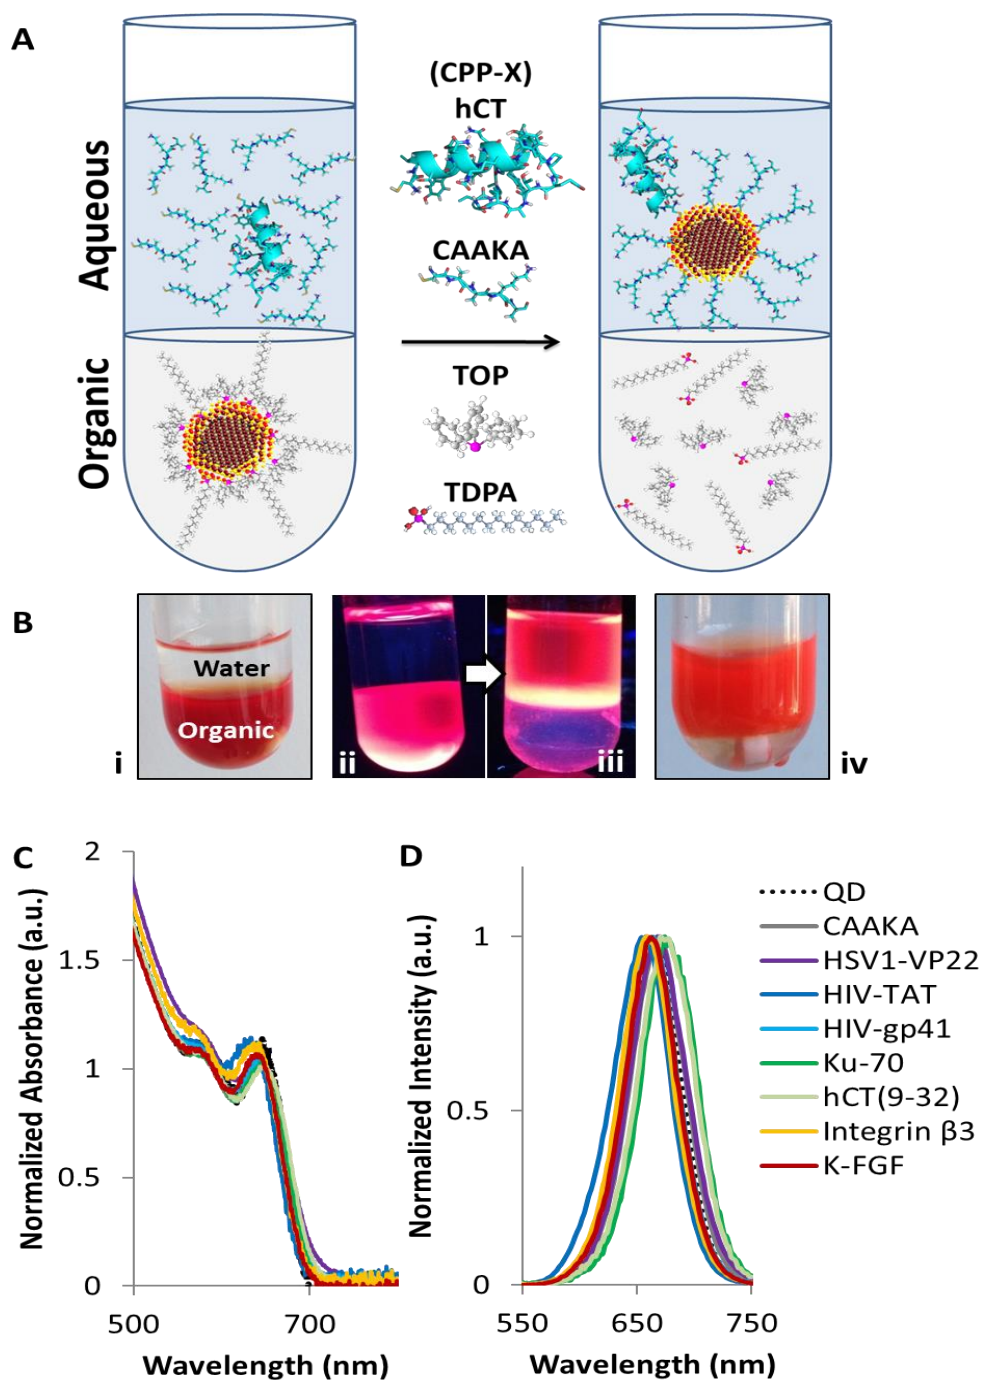 A
Aqueous
Organic
(CPP-X)
hCT
CAAKA
TOP
TDPA
B
Water
Organic
i
ii
iii
iv
C
Normalized Absorbance (a.u.)
2
1.5
1
0.5
0
500
700
Wavelength (nm)
D
Normalized Intensity (a.u.)
1
0.5
0
550
650
750
Wavelength (nm)
QD
CAAKA
HSV1-VP22
HIV-TAT
HIV-gp41
Ku-70
hCT(9-32)
Integrin β3
K-FGF